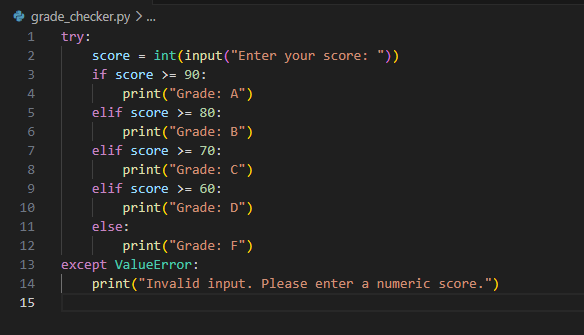 grade_checker.py > ...
1 try:
2     score = int(input("Enter your score: "))
3     if score >= 90:
4         print("Grade: A")
5     elif score >= 80:
6         print("Grade: B")
7     elif score >= 70:
8         print("Grade: C")
9     elif score >= 60:
10         print("Grade: D")
11     else:
12         print("Grade: F")
13 except ValueError:
14     print("Invalid input. Please enter a numeric score.")
15